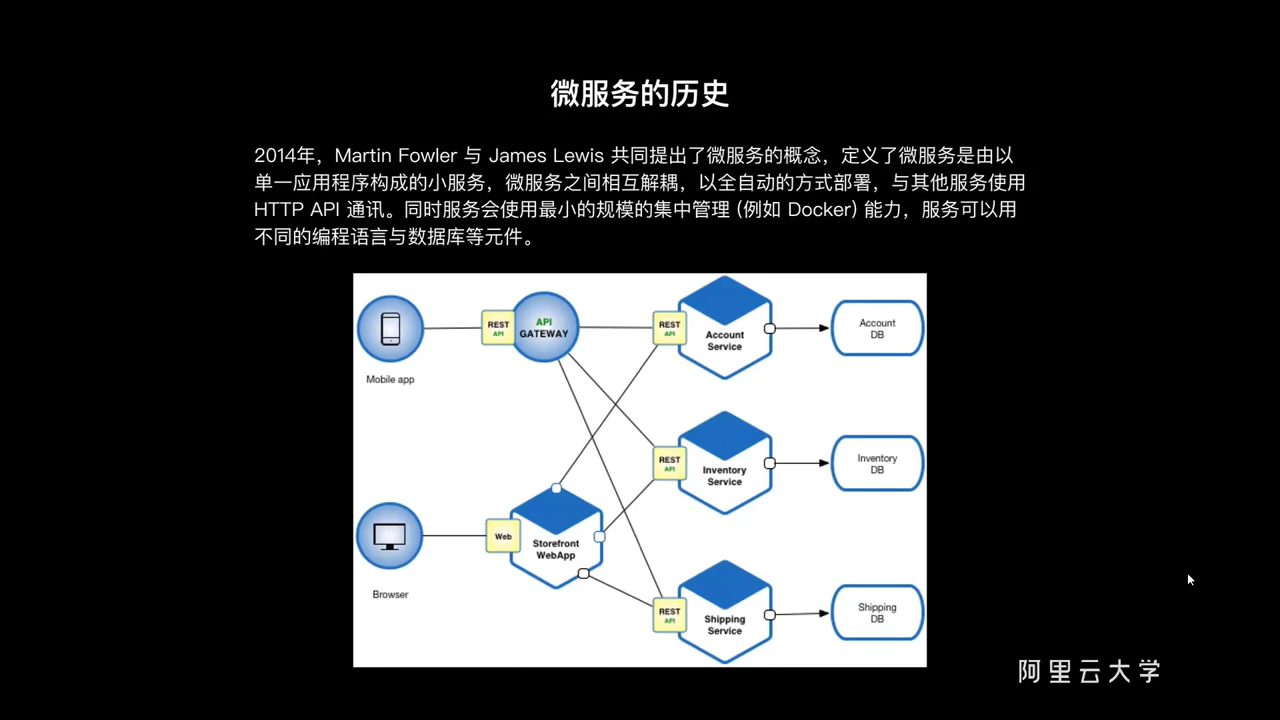 微服务的历史
2014年，Martin Fowler 与 James Lewis 共同提出了微服务的概念，定义了微服务是由以
单一应用程序构成的小服务，微服务之间相互解耦，以全自动的方式部署，与其他服务使用
HTTP API 通讯。同时服务会使用最小的规模的集中管理 (例如 Docker) 能力，服务可以用
不同的编程语言与数据库等元件。
Mobile app
REST
API
API
GATEWAY
REST
API
Account
Service
Account
DB
REST
API
Inventory
Service
Inventory
DB
Browser
Web
Storefront
WebApp
REST
API
Shipping
Service
Shipping
DB
阿里云大学